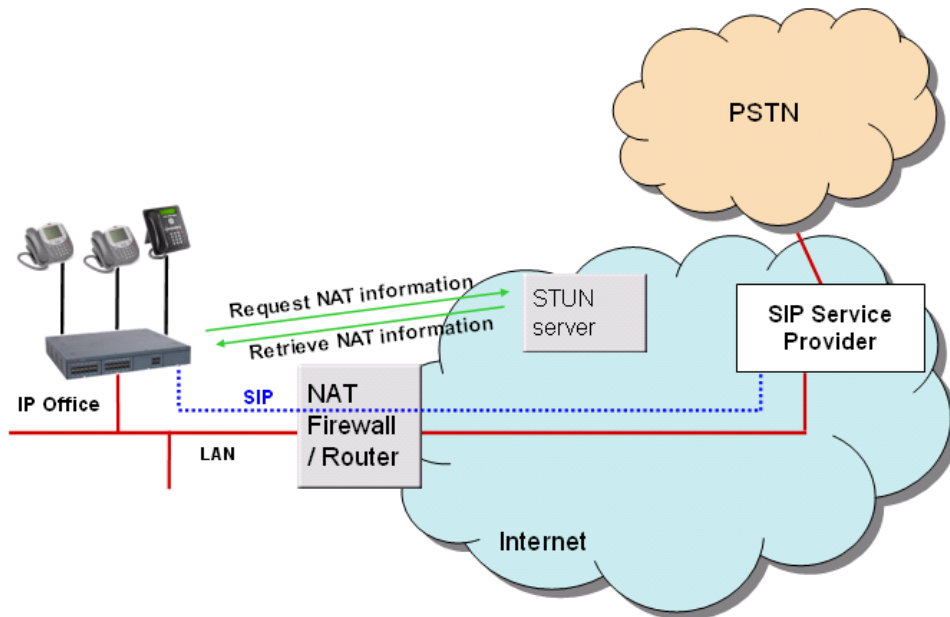 PSTN
Request NAT information
Retrieve NAT information
STUN
server
SIP Service
Provider
IP Office
SIP
NAT
Firewall
/ Router
LAN
Internet